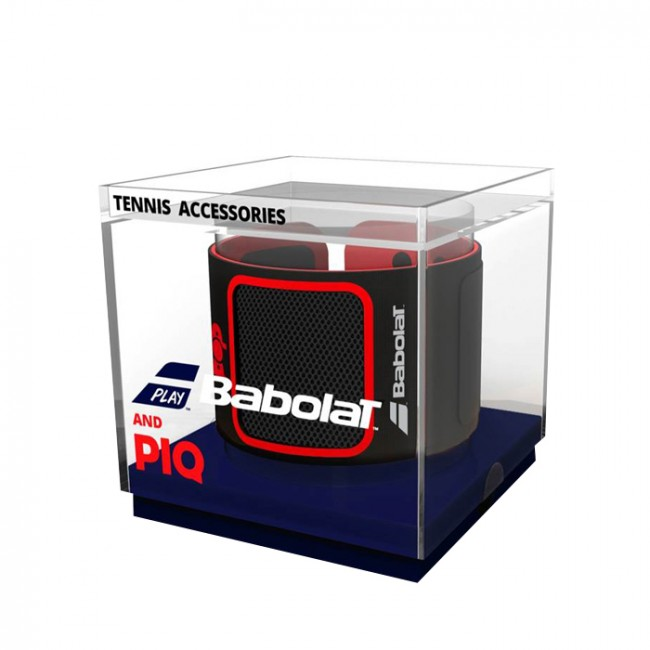 TENNIS ACCESSORIES
PLAY
Babolat
AND
PIQ
Babolat